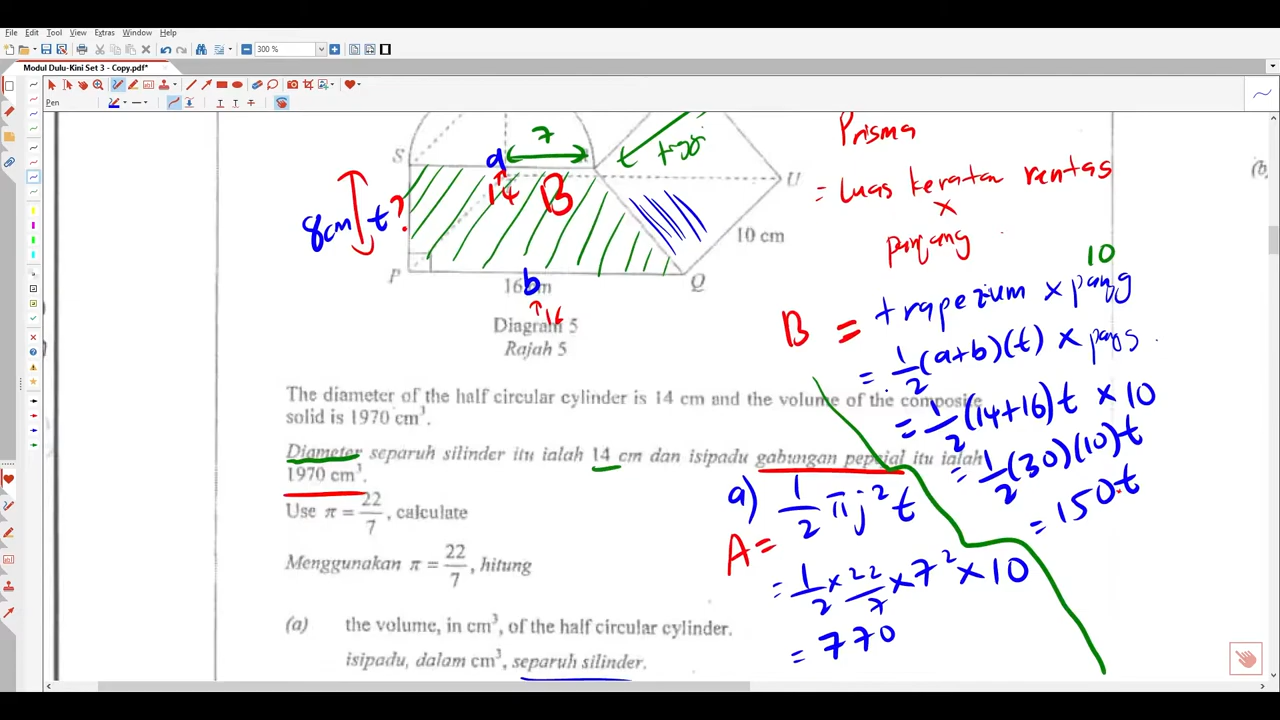 File Edit View Extras Window Help
300 %
Modul Dulu-Kini Set 3 - Copy.pdf*
Pen
7
S
a
14
B
8cm
t?
P
b
16 cm
16
Q
U
10 cm
Diagram 5
Rajah 5
The diameter of the half circular cylinder is 14 cm and the volume of the composite
solid is 1970 cm³.
Diameter separuh silinder itu ialah 14 cm dan isipadu gabungan pepejal itu ialah
1970 cm³.
Use π = 22/7, calculate
Menggunakan π = 22/7, hitung
(a) the volume, in cm³, of the half circular cylinder.
isipadu, dalam cm³, separuh silinder.
Prisma
= luas keratan rentas
×
panjang
10
B = trapezium × panjg
= 1/2 (a+b)(t) × panjg
= 1/2 (14+16)t × 10
= 1/2 (30)(10)t
= 150t
a) 1/2 πj²t
A =
= 1/2 × 22/7 × 7² × 10
= 770
(b)